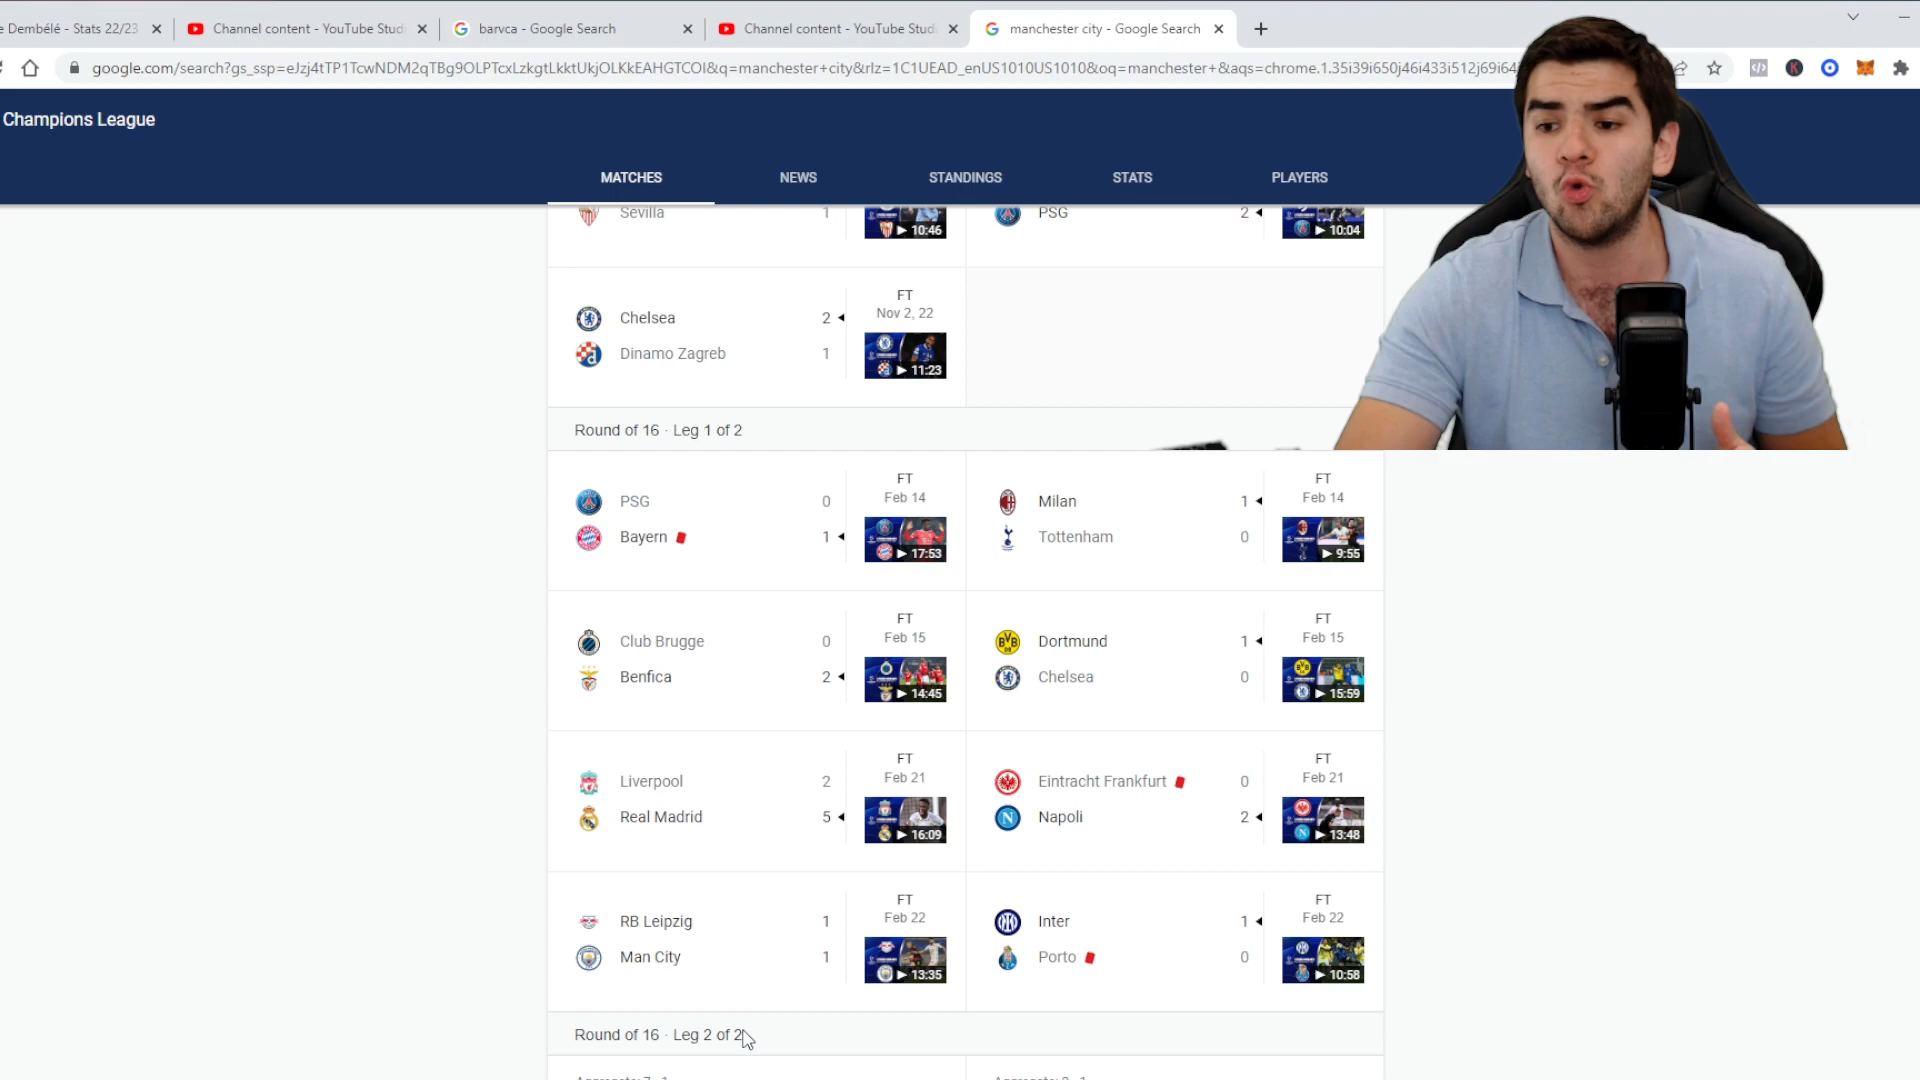 e Dembélé - Stats 22/23
Channel content - YouTube Studi
barvca - Google Search
Channel content - YouTube Studi
manchester city - Google Search
google.com/search?gs_ssp=eJzj4tTP1TcwNDM2qTBg9OLPTcxLzkgtLkktUkjOLKkEAHGTCOI&q=manchester+city&rlz=1C1UEAD_enUS1010US1010&oq=manchester+&aqs=chrome.1.35i39i650j46i433i512j69i64
Champions League
MATCHES
NEWS
STANDINGS
STATS
PLAYERS
Sevilla 1
10:46
PSG 2
10:04
FT
Nov 2, 22
Chelsea 2
Dinamo Zagreb 1
11:23
Round of 16 · Leg 1 of 2
FT
Feb 14
PSG 0
Bayern 1
17:53
FT
Feb 14
Milan 1
Tottenham 0
9:55
FT
Feb 15
Club Brugge 0
Benfica 2
14:45
FT
Feb 15
Dortmund 1
Chelsea 0
15:59
FT
Feb 21
Liverpool 2
Real Madrid 5
16:09
FT
Feb 21
Eintracht Frankfurt 0
Napoli 2
13:48
FT
Feb 22
RB Leipzig 1
Man City 1
13:35
FT
Feb 22
Inter 1
Porto 0
10:58
Round of 16 · Leg 2 of 2